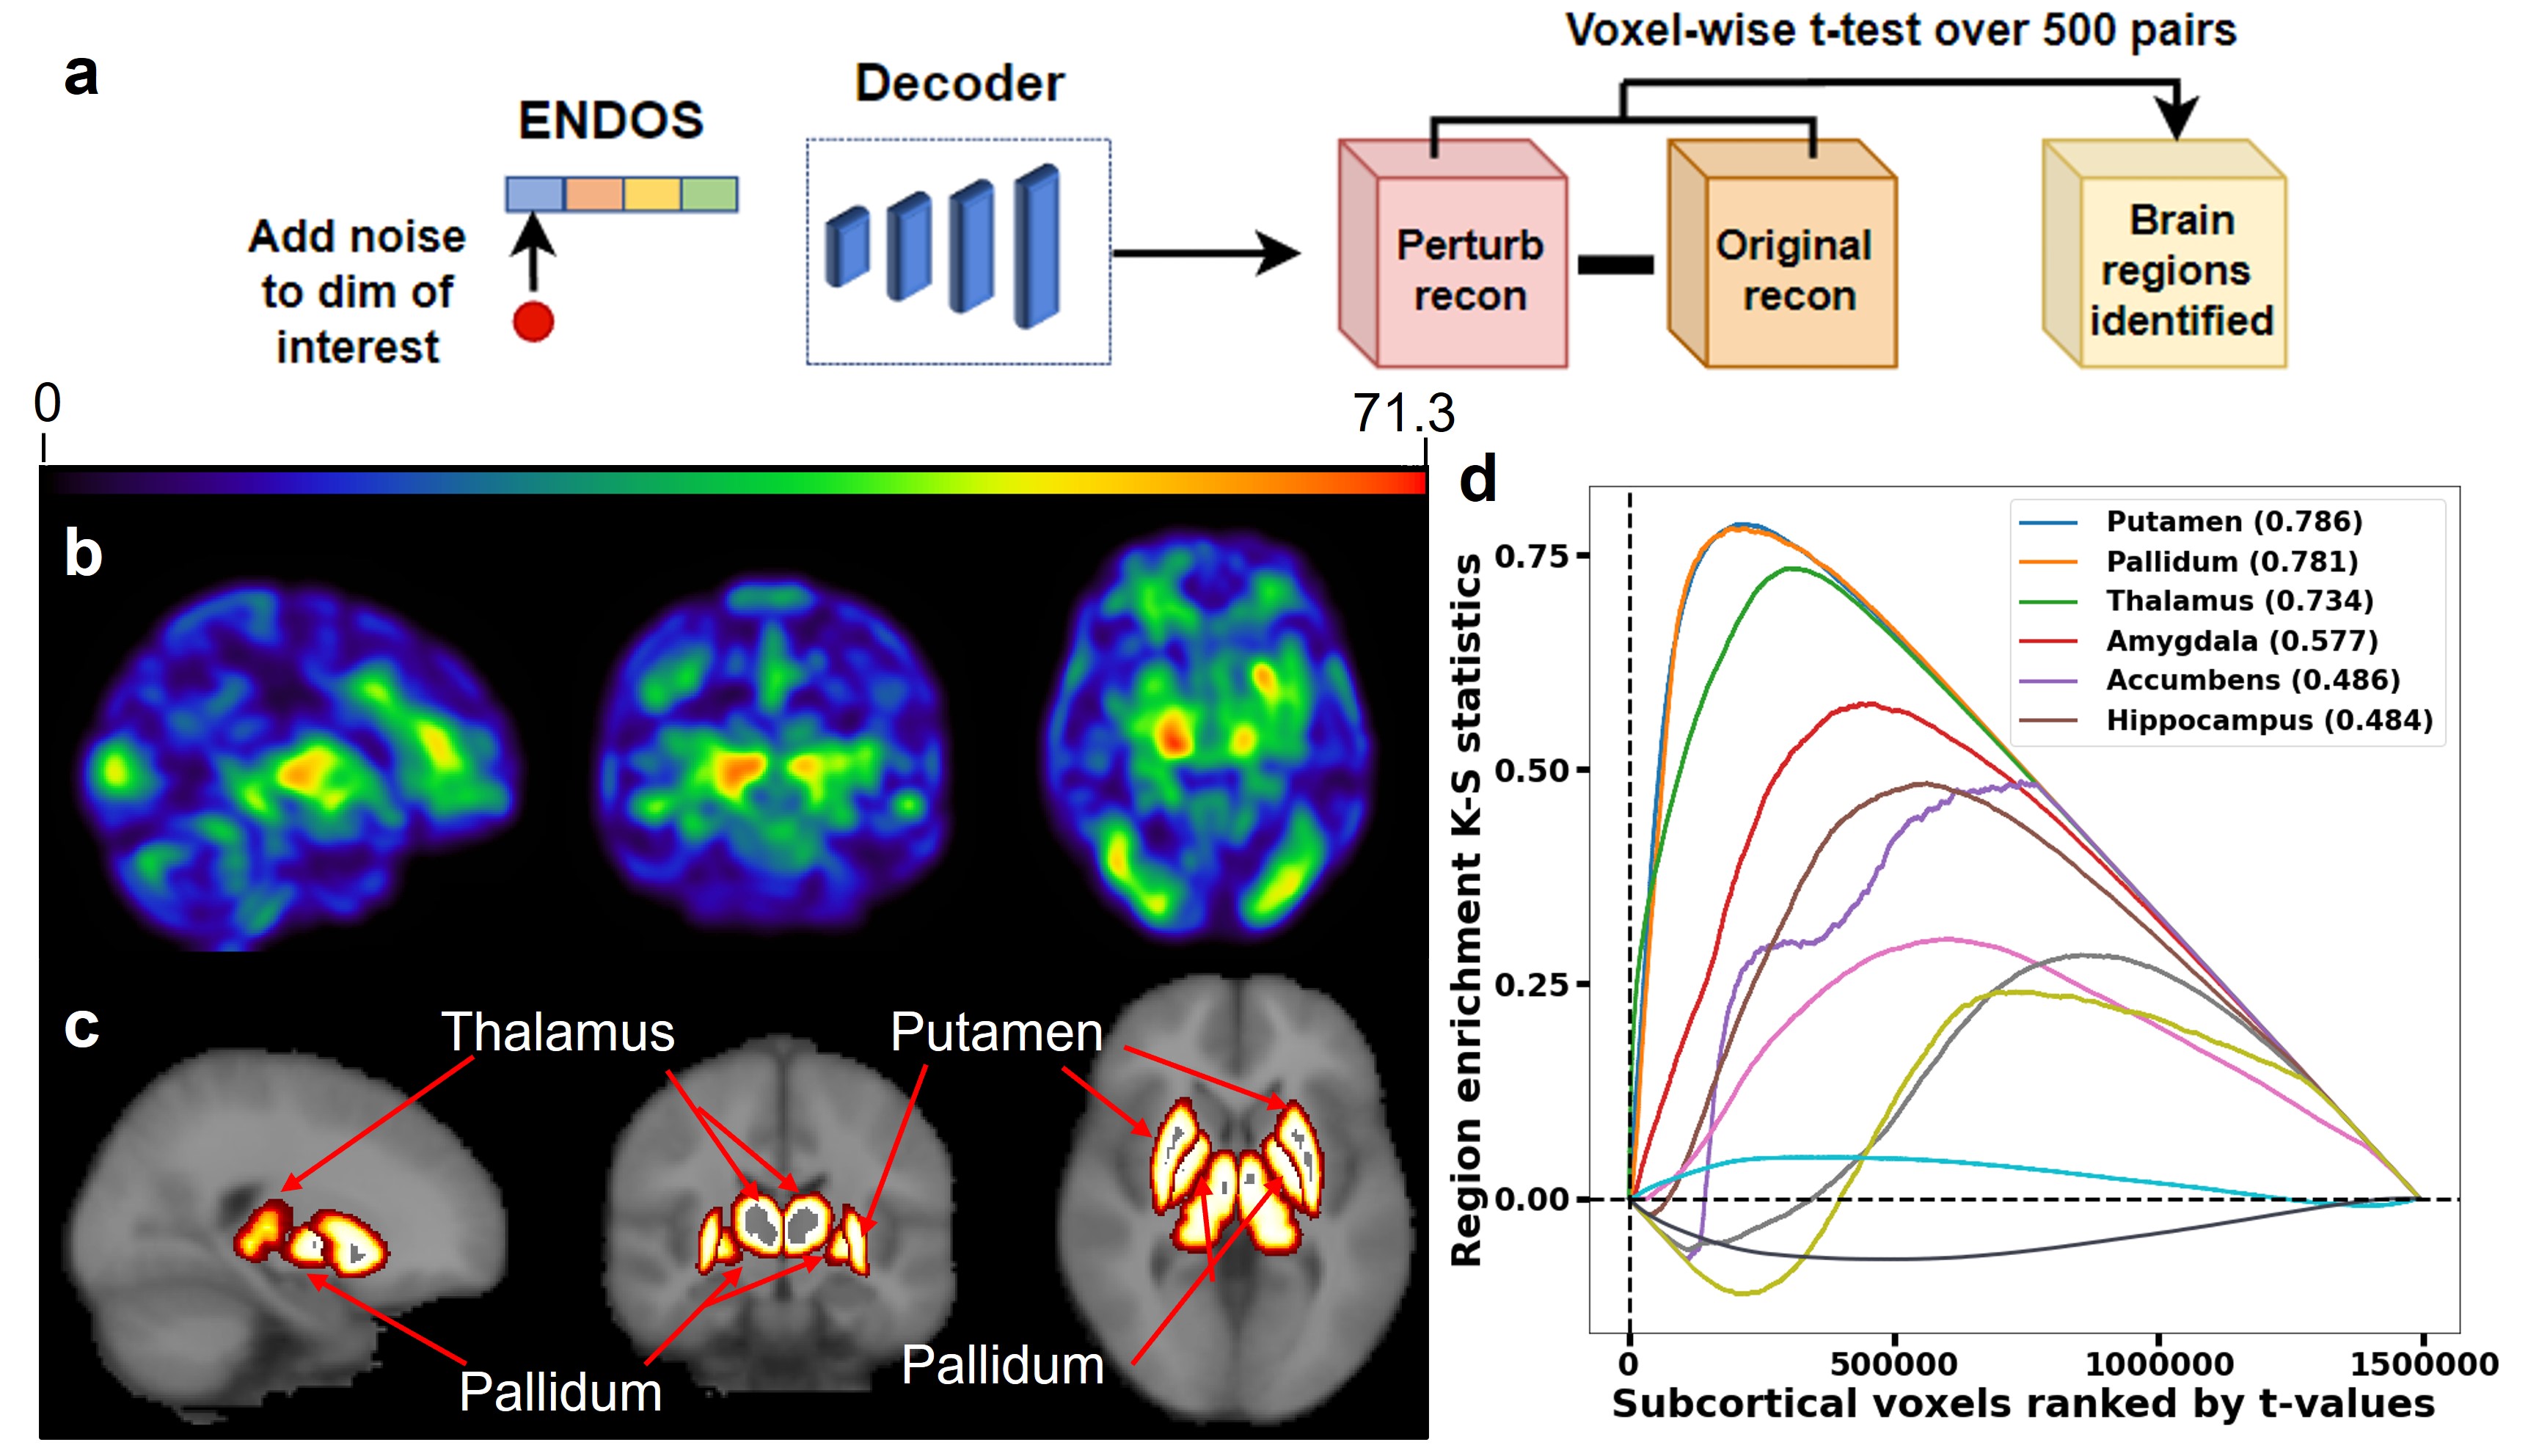 a
Voxel-wise t-test over 500 pairs
Decoder
ENDOS
Add noise
to dim of
interest
Perturb
recon
Original
recon
Brain
regions
identified
0
71.3
b
c
Thalamus
Putamen
Pallidum
Pallidum
d
Region enrichment K-S statistics
0.75
0.50
0.25
0.00
Putamen (0.786)
Pallidum (0.781)
Thalamus (0.734)
Amygdala (0.577)
Accumbens (0.486)
Hippocampus (0.484)
0
500000
1000000
1500000
Subcortical voxels ranked by t-values